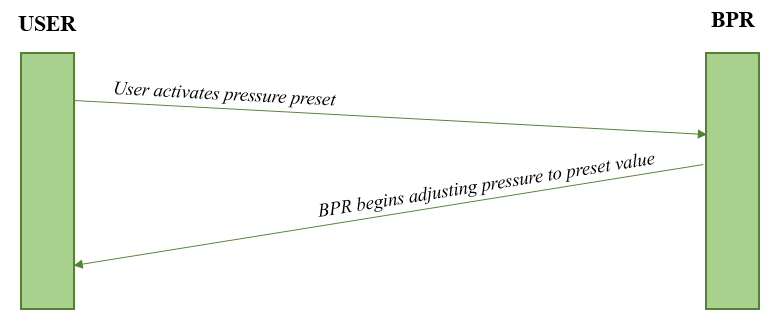 USER
BPR
User activates pressure preset
BPR begins adjusting pressure to preset value